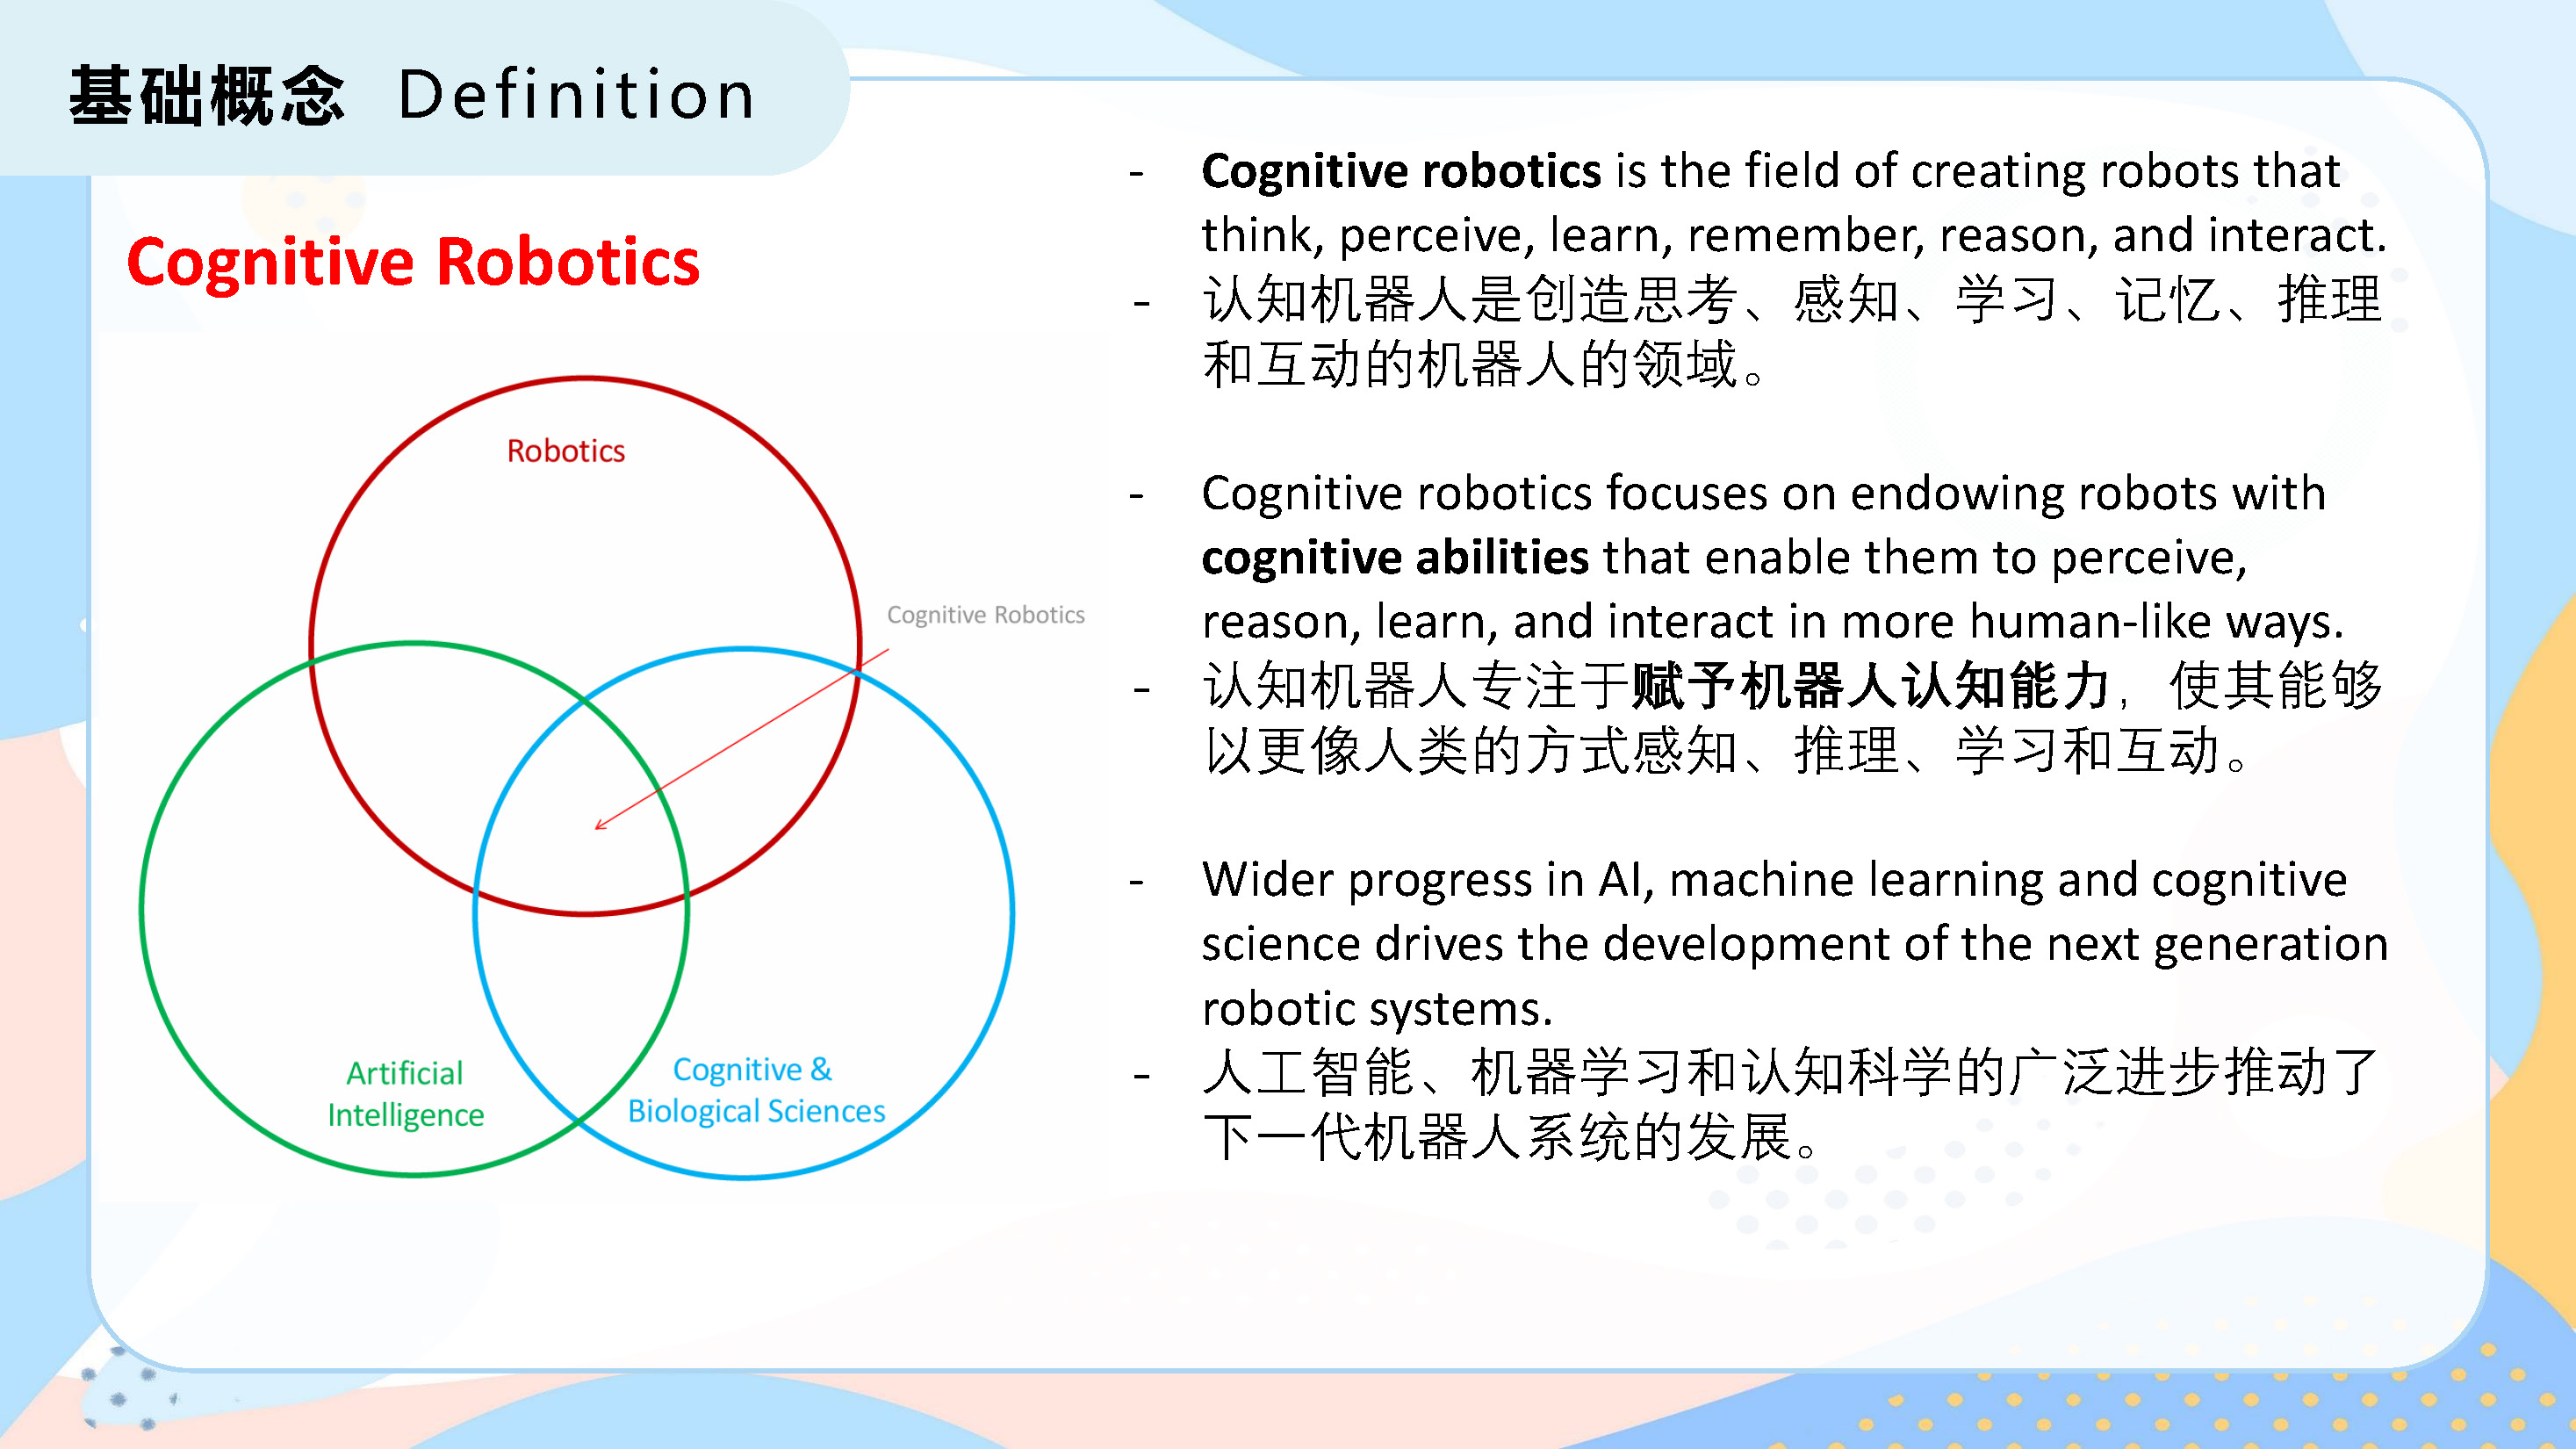 基础概念 Definition
Cognitive Robotics
Robotics
Cognitive Robotics
Artificial
Intelligence
Cognitive &
Biological Sciences
- Cognitive robotics is the field of creating robots that
think, perceive, learn, remember, reason, and interact.
- 认知机器人是创造思考、感知、学习、记忆、推理
和互动的机器人的领域。
- Cognitive robotics focuses on endowing robots with
cognitive abilities that enable them to perceive,
reason, learn, and interact in more human-like ways.
- 认知机器人专注于赋予机器人认知能力，使其能够
以更像人类的方式感知、推理、学习和互动。
- Wider progress in AI, machine learning and cognitive
science drives the development of the next generation
robotic systems.
- 人工智能、机器学习和认知科学的广泛进步推动了
下一代机器人系统的发展。